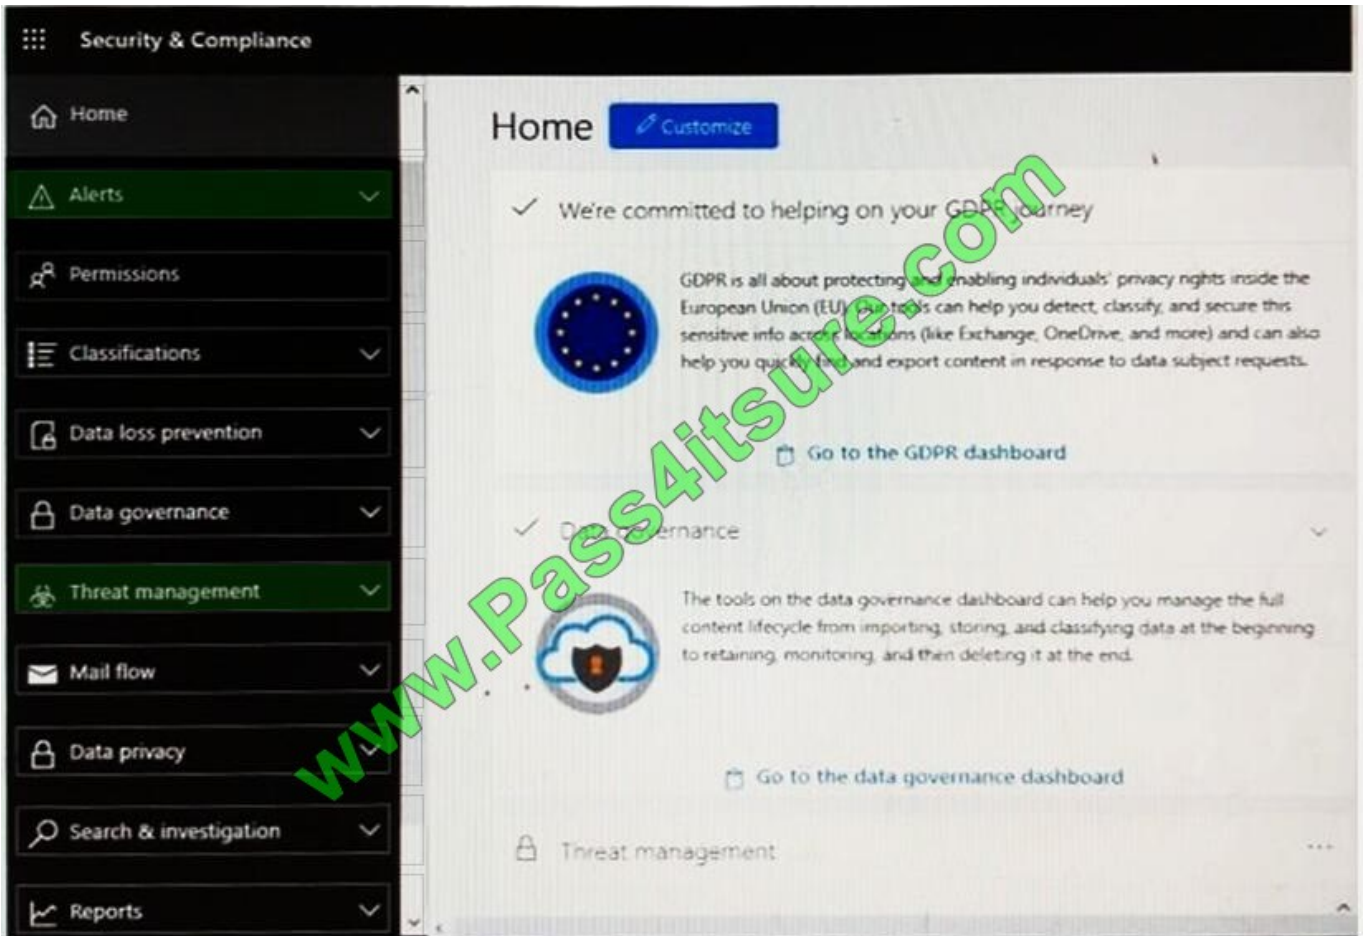 Security & Compliance
Home
Alerts
Permissions
Classifications
Data loss prevention
Data governance
Threat management
Mail flow
Data privacy
Search & investigation
Reports
Home
Customize
We're committed to helping on your GDPR journey
GDPR is all about protecting and enabling individuals' privacy rights inside the
European Union (EU). Our tools can help you detect, classify, and secure this
sensitive info across locations (like Exchange, OneDrive, and more) and can also
help you quickly find and export content in response to data subject requests.
Go to the GDPR dashboard
Data governance
The tools on the data governance dashboard can help you manage the full
content lifecycle from importing, storing, and classifying data at the beginning
to retaining, monitoring, and then deleting it at the end.
Go to the data governance dashboard
Threat management
www.Pass4itsure.com